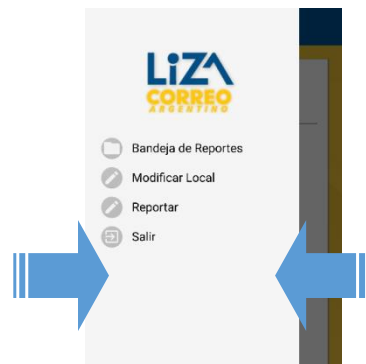 LiZA
CORREO
ARGENTINO
Bandeja de Reportes
Modificar Local
Reportar
Salir